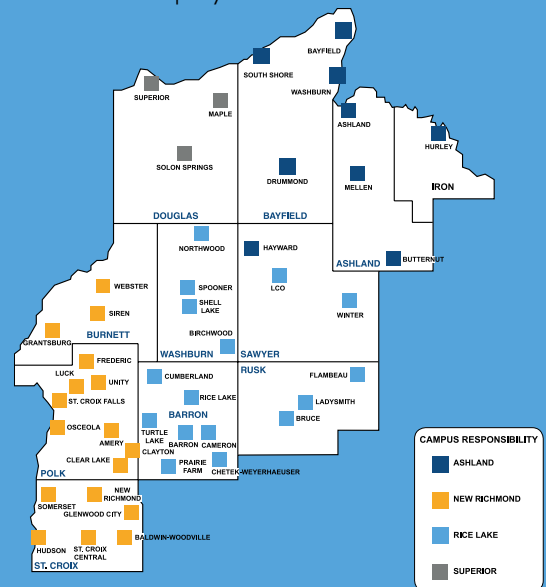 BAYFIELD
SOUTH SHORE
WASHBURN
SUPERIOR
MAPLE
ASHLAND
HURLEY
SOLON SPRINGS
DRUMMOND
MELLEN
IRON
DOUGLAS
BAYFIELD
NORTHWOOD
HAYWARD
ASHLAND
BUTTERNUT
LCO
WEBSTER
SPOONER
SHELL
LAKE
WINTER
SIREN
BURNETT
GRANTSBURG
BIRCHWOOD
WASHBURN
SAWYER
FREDERIC
RUSK
FLAMBEAU
LUCK
UNITY
CUMBERLAND
ST. CROIX FALLS
RICE LAKE
LADYSMITH
BARRON
BRUCE
OSCEOLA
TURTLE
LAKE
AMERY
BARRON
CAMERON
CLAYTON
CLEAR LAKE
PRAIRIE
FARM
CHETEK-WEYERHAEUSER
POLK
SOMERSET
NEW
RICHMOND
GLENWOOD CITY
HUDSON
ST. CROIX
CENTRAL
BALDWIN-WOODVILLE
ST. CROIX
CAMPUS RESPONSIBILITY
ASHLAND
NEW RICHMOND
RICE LAKE
SUPERIOR